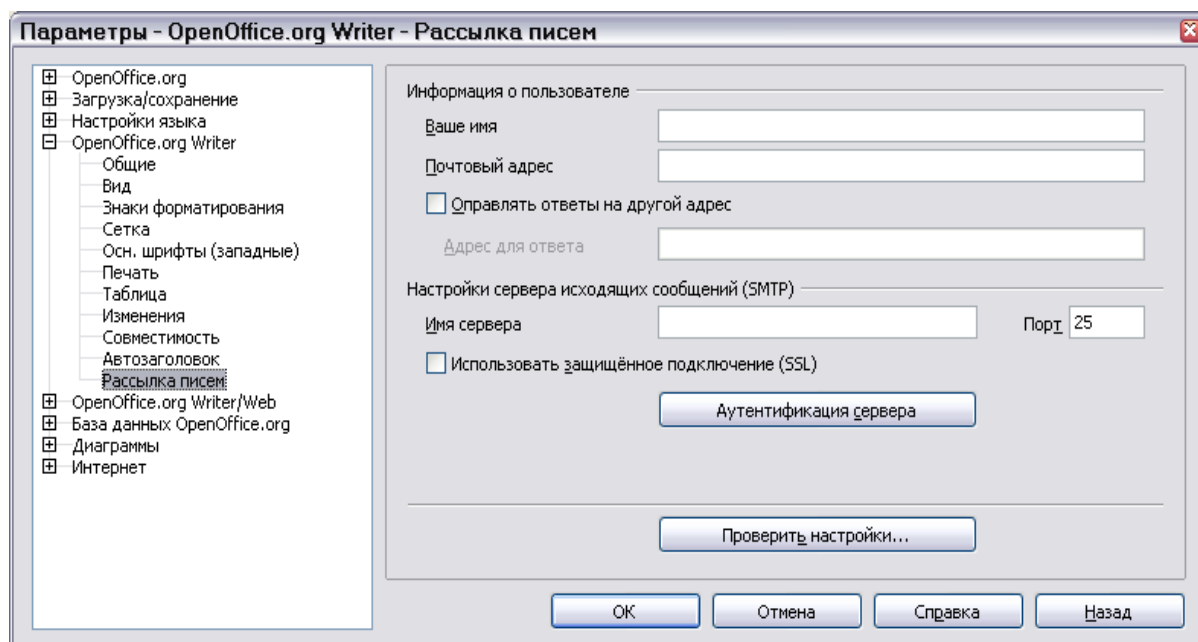 Параметры - OpenOffice.org Writer - Рассылка писем
OpenOffice.org
Загрузка/сохранение
Настройки языка
OpenOffice.org Writer
Общие
Вид
Знаки форматирования
Сетка
Осн. шрифты (западные)
Печать
Таблица
Изменения
Совместимость
Автозаголовок
Рассылка писем
OpenOffice.org Writer/Web
База данных OpenOffice.org
Диаграммы
Интернет
Информация о пользователе
Ваше имя
Почтовый адрес
Оправлять ответы на другой адрес
Адрес для ответа
Настройки сервера исходящих сообщений (SMTP)
Имя сервера
Порт 25
Использовать защищённое подключение (SSL)
Аутентификация сервера
Проверить настройки...
ОК
Отмена
Справка
Назад